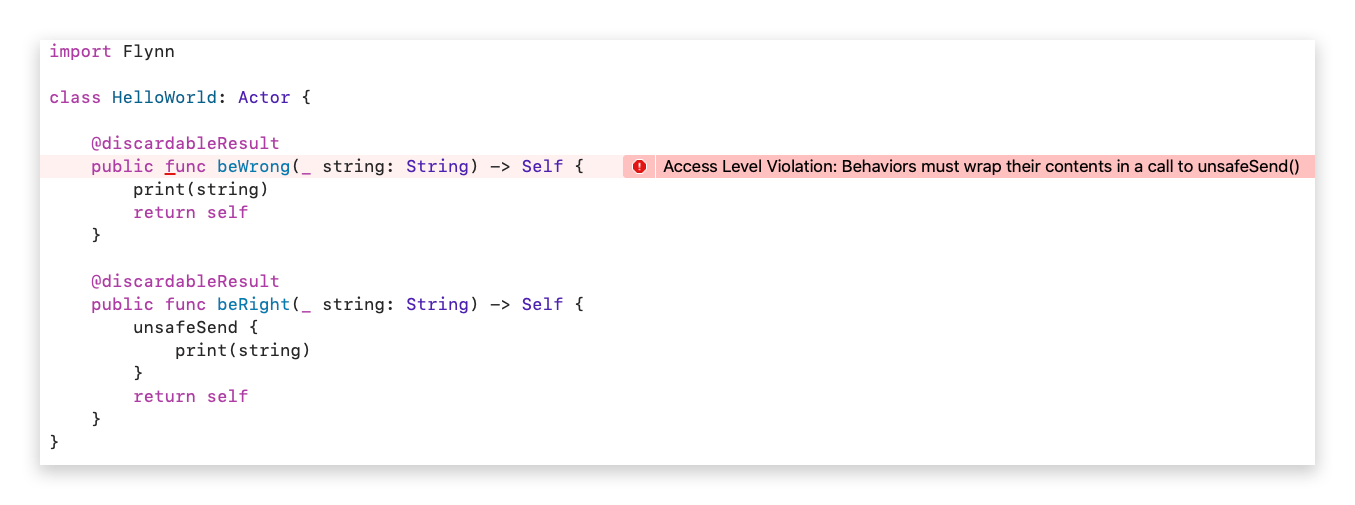 import Flynn
class HelloWorld: Actor {
@discardableResult
public func beWrong(_ string: String) -> Self {
Access Level Violation: Behaviors must wrap their contents in a call to unsafeSend()
print(string)
return self
}
@discardableResult
public func beRight(_ string: String) -> Self {
unsafeSend {
print(string)
}
return self
}
}